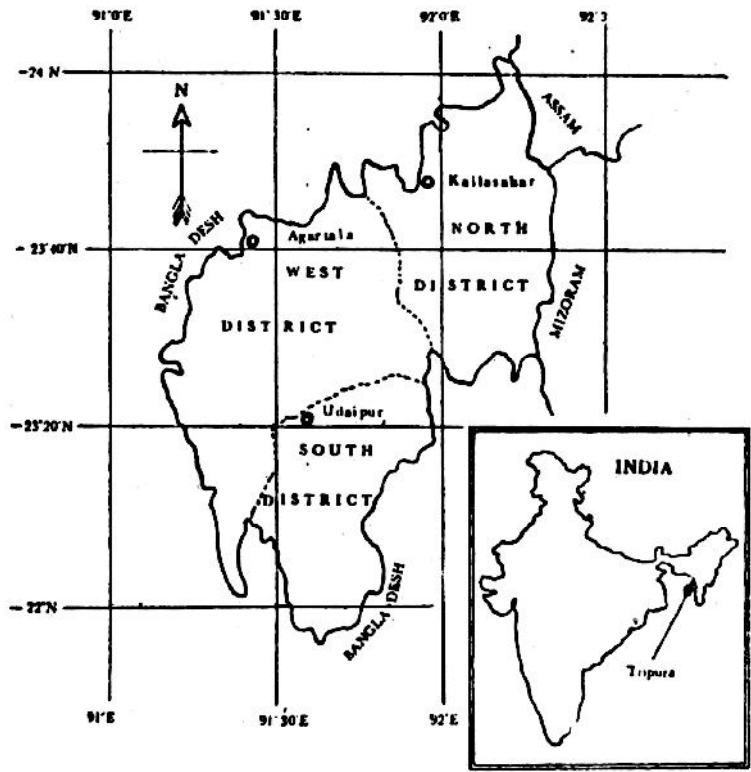 91°0'E 91°30'E 92°0'E 92°3
24 N
N
ASSAM
Kailasahar
NORTH
BANGLA DESH
Agartala
23°40'N
WEST
DISTRICT
MIZORAM
DISTRICT
Udaipur
23°20'N
SOUTH
INDIA
DISTRICT
22°N
BANGLA DESH
Tripura
91°E 91°30'E 92°E